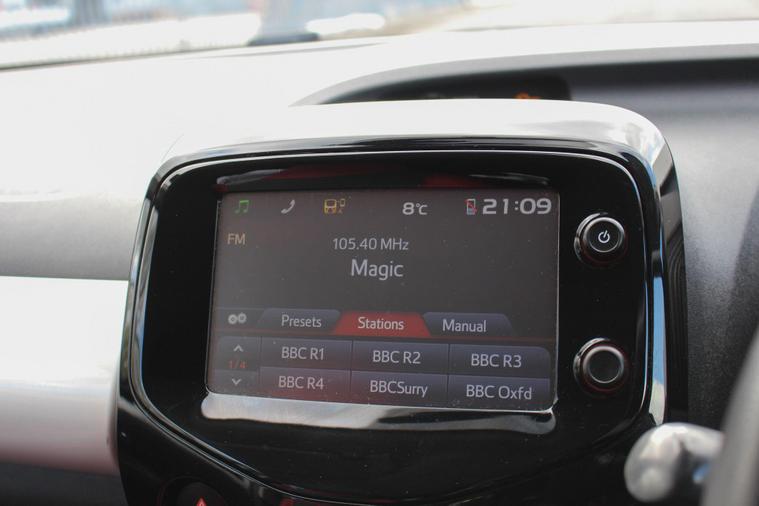 8°C 21:09
FM
105.40 MHz
Magic
Presets Stations Manual
1/4
BBC R1 BBC R2 BBC R3
BBC R4 BBCSurry BBC Oxfd